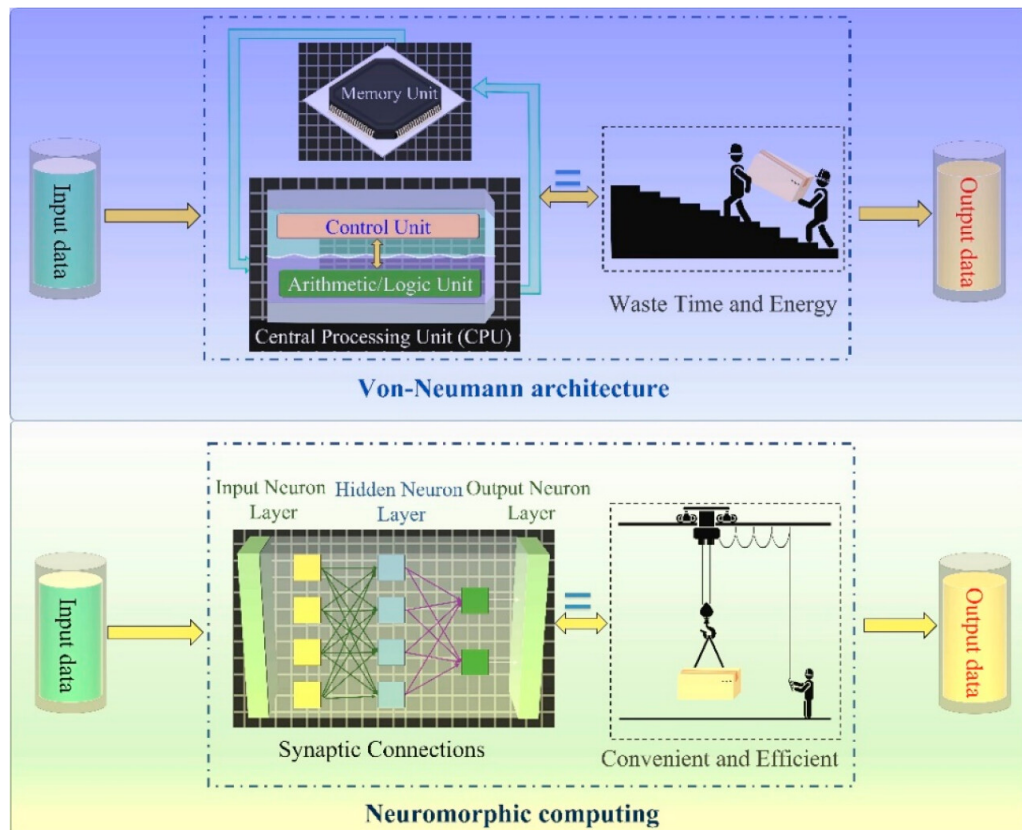 Input data
Memory Unit
Control Unit
Arithmetic/Logic Unit
Central Processing Unit (CPU)
=
Waste Time and Energy
Output data
Von-Neumann architecture
Input data
Input Neuron
Layer
Hidden Neuron
Layer
Output Neuron
Layer
Synaptic Connections
=
Convenient and Efficient
Output data
Neuromorphic computing